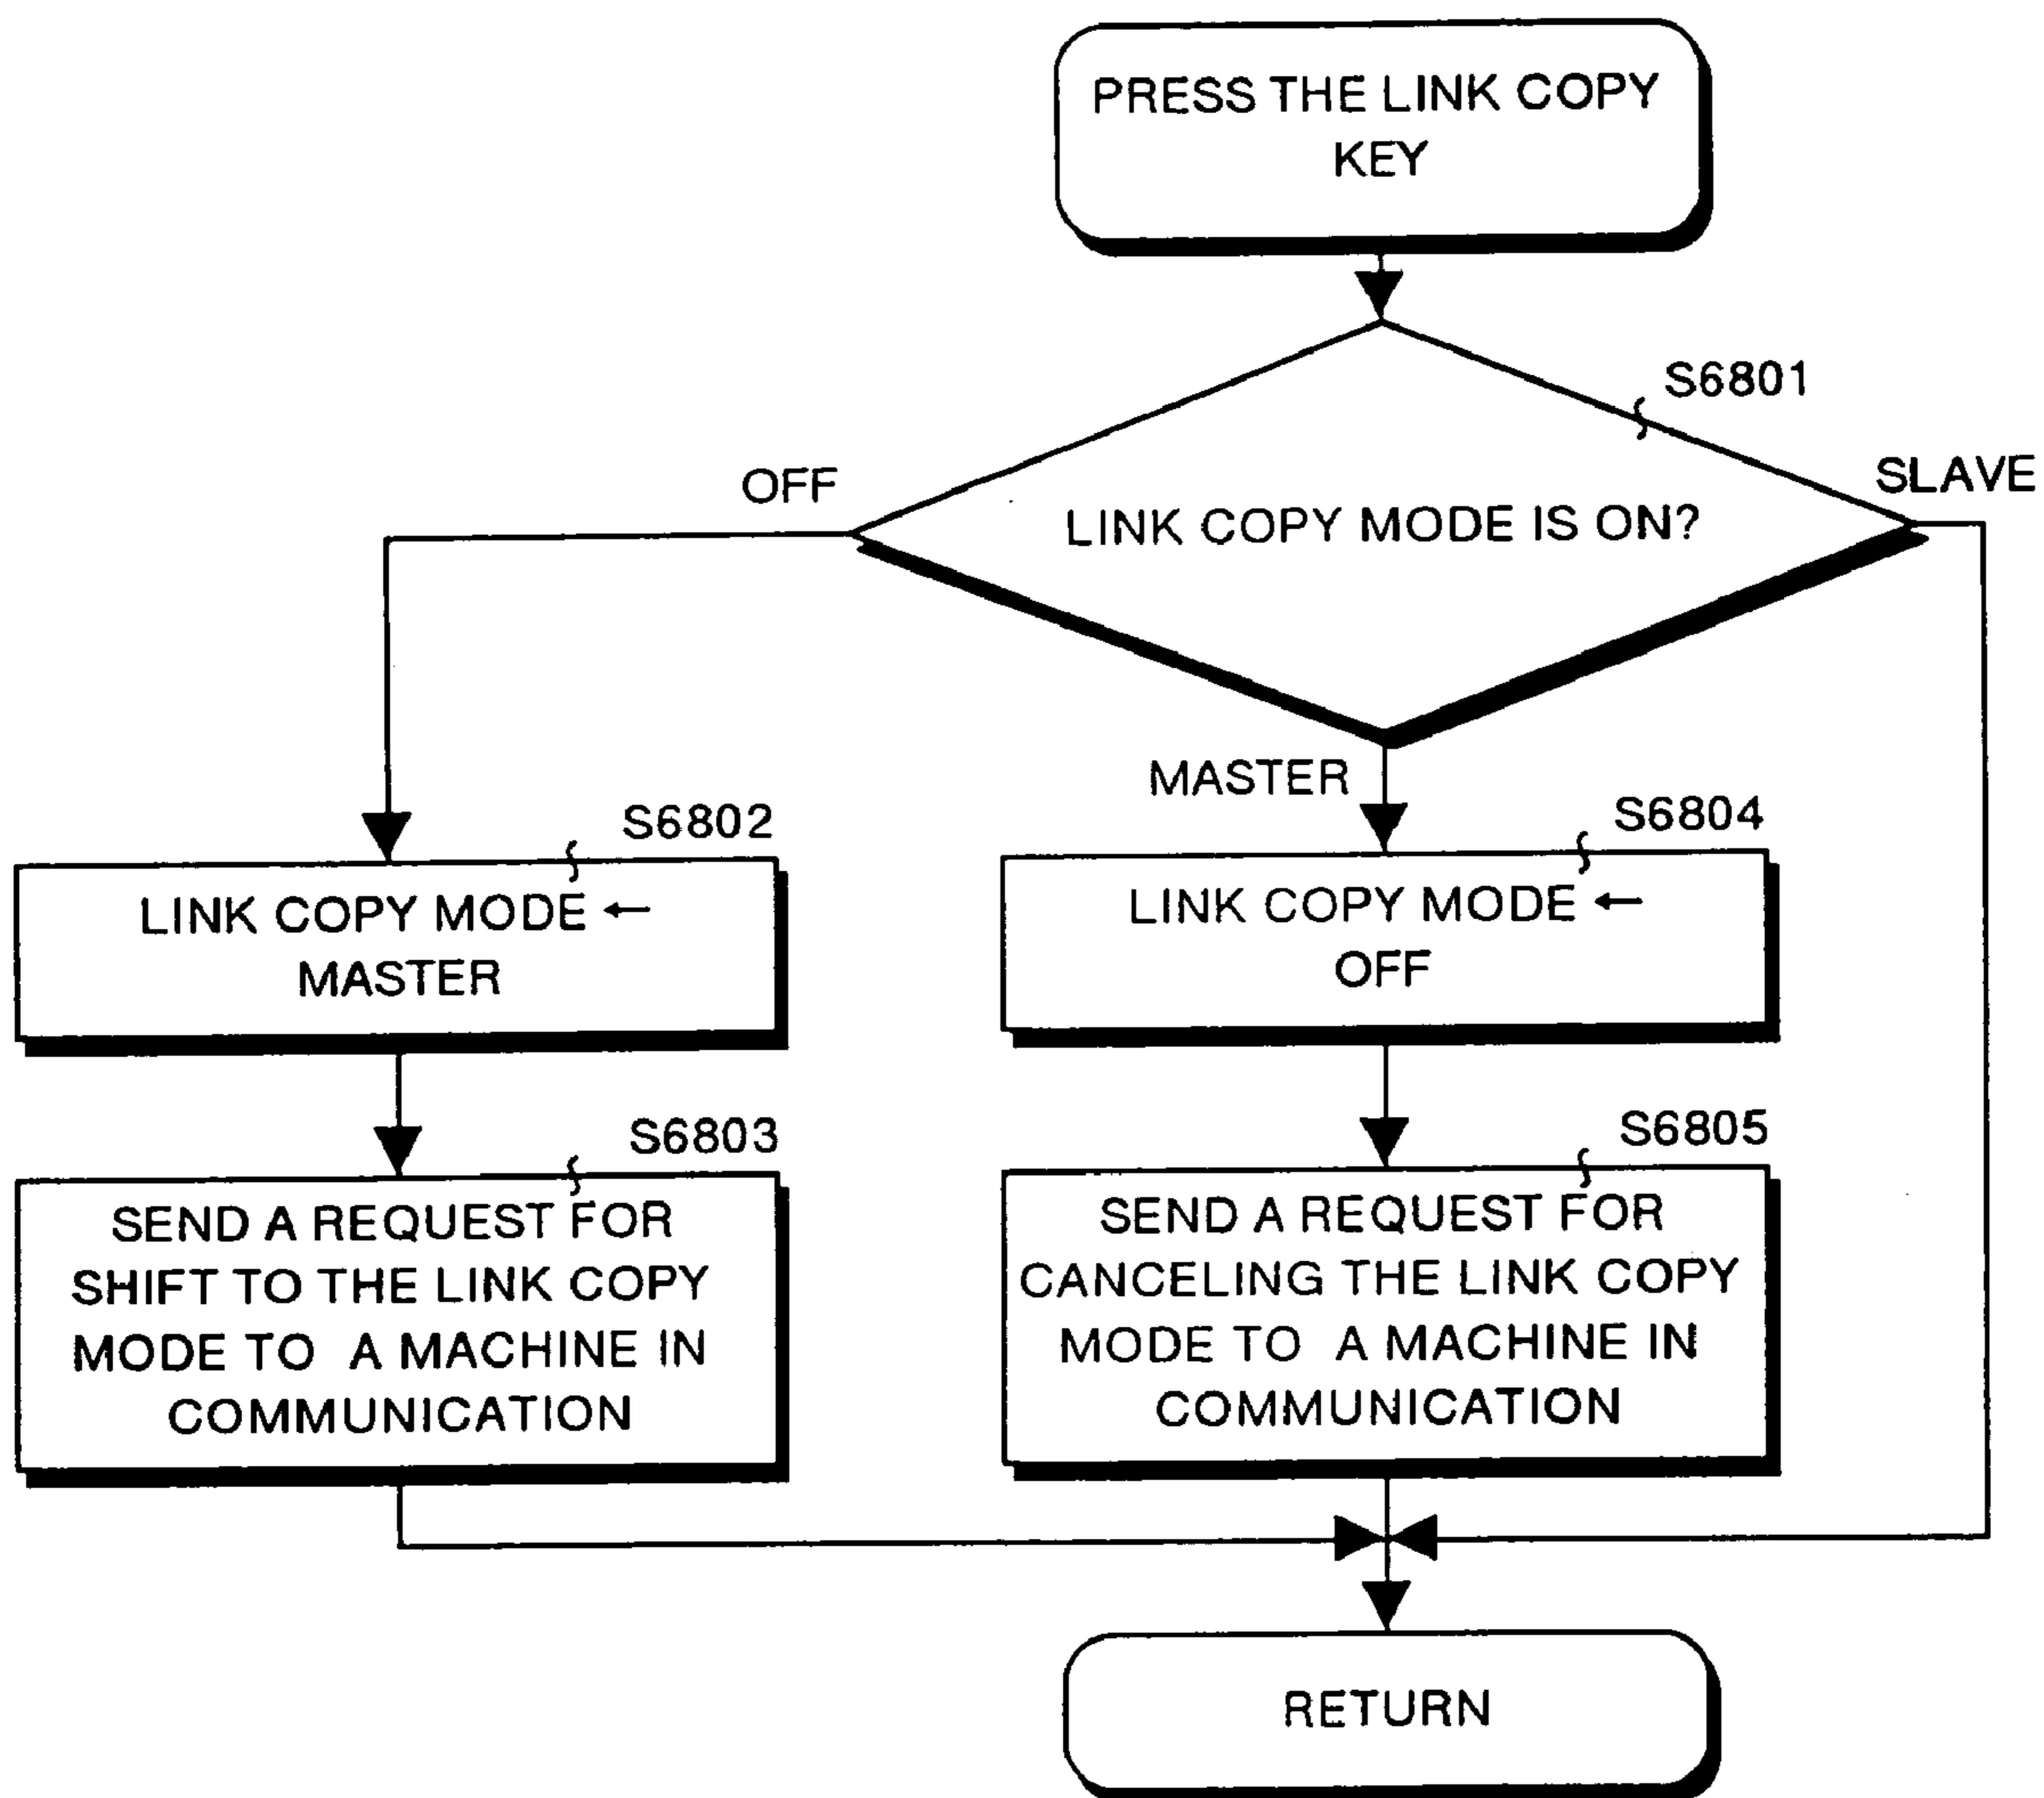 PRESS THE LINK COPY
KEY
S6801
OFF
SLAVE
LINK COPY MODE IS ON?
MASTER
S6802
LINK COPY MODE ←
MASTER
S6804
LINK COPY MODE ←
OFF
S6803
SEND A REQUEST FOR
SHIFT TO THE LINK COPY
MODE TO A MACHINE IN
COMMUNICATION
S6805
SEND A REQUEST FOR
CANCELING THE LINK COPY
MODE TO A MACHINE IN
COMMUNICATION
RETURN